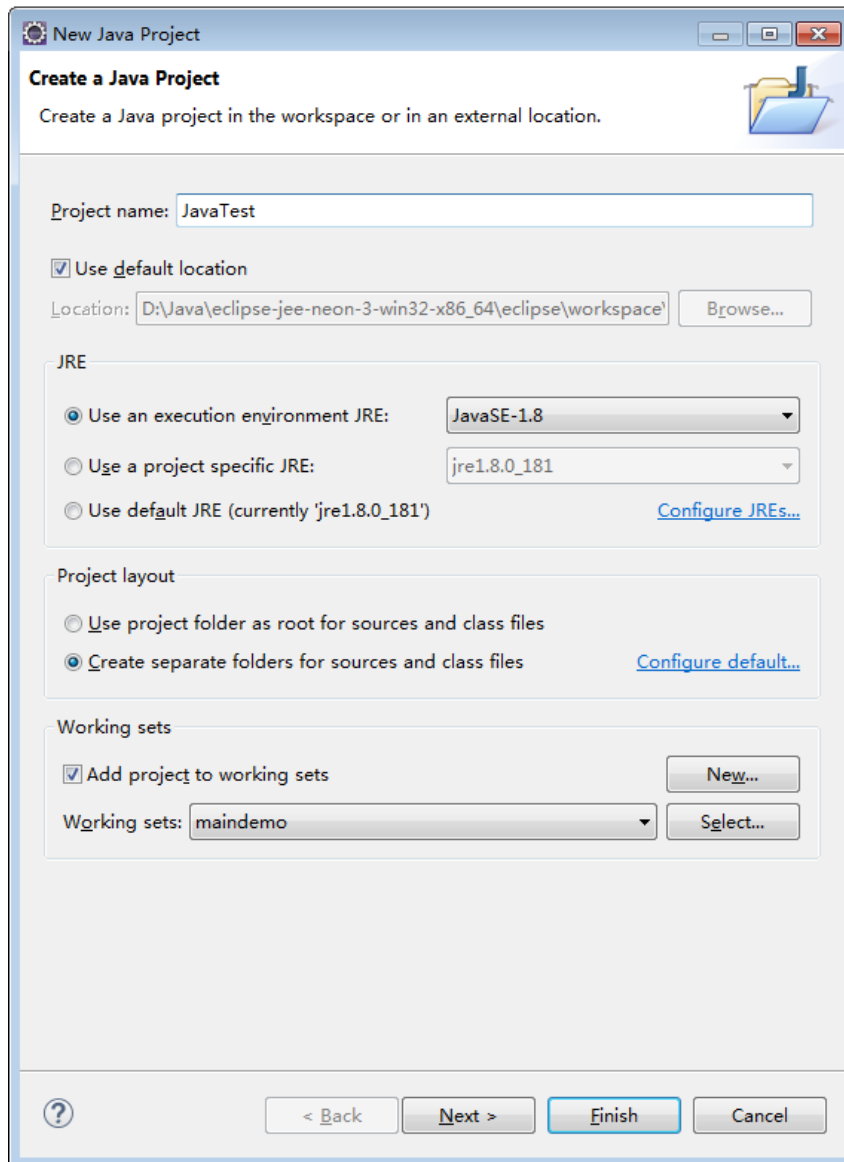 New Java Project
Create a Java Project
Create a Java project in the workspace or in an external location.
Project name: JavaTest
Use default location
Location: D:\Java\eclipse-jee-neon-3-win32-x86_64\eclipse\workspace\ Browse...
JRE
Use an execution environment JRE: JavaSE-1.8
Use a project specific JRE: jre1.8.0_181
Use default JRE (currently 'jre1.8.0_181') Configure JREs...
Project layout
Use project folder as root for sources and class files
Create separate folders for sources and class files Configure default...
Working sets
Add project to working sets New...
Working sets: maindemo Select...
? < Back Next > Finish Cancel